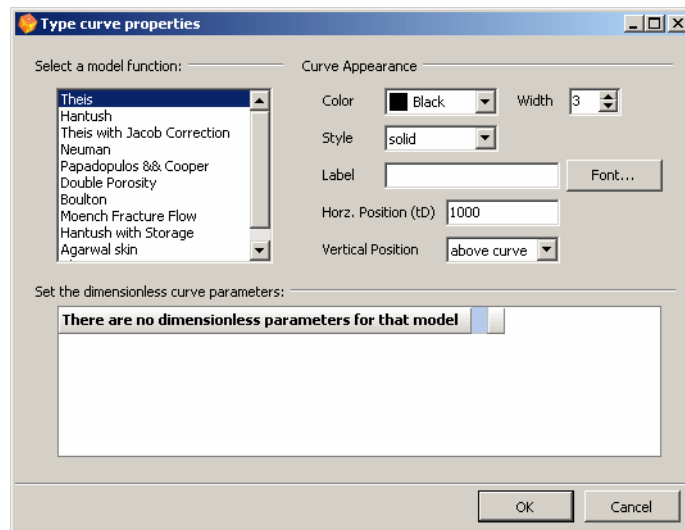 Type curve properties
Select a model function:
Theis
Hantush
Theis with Jacob Correction
Neuman
Papadopulos && Cooper
Double Porosity
Boulton
Moench Fracture Flow
Hantush with Storage
Agarwal skin
Curve Appearance
Color Black Width 3
Style solid
Label Font...
Horz. Position (tD) 1000
Vertical Position above curve
Set the dimensionless curve parameters:
There are no dimensionless parameters for that model
OK Cancel